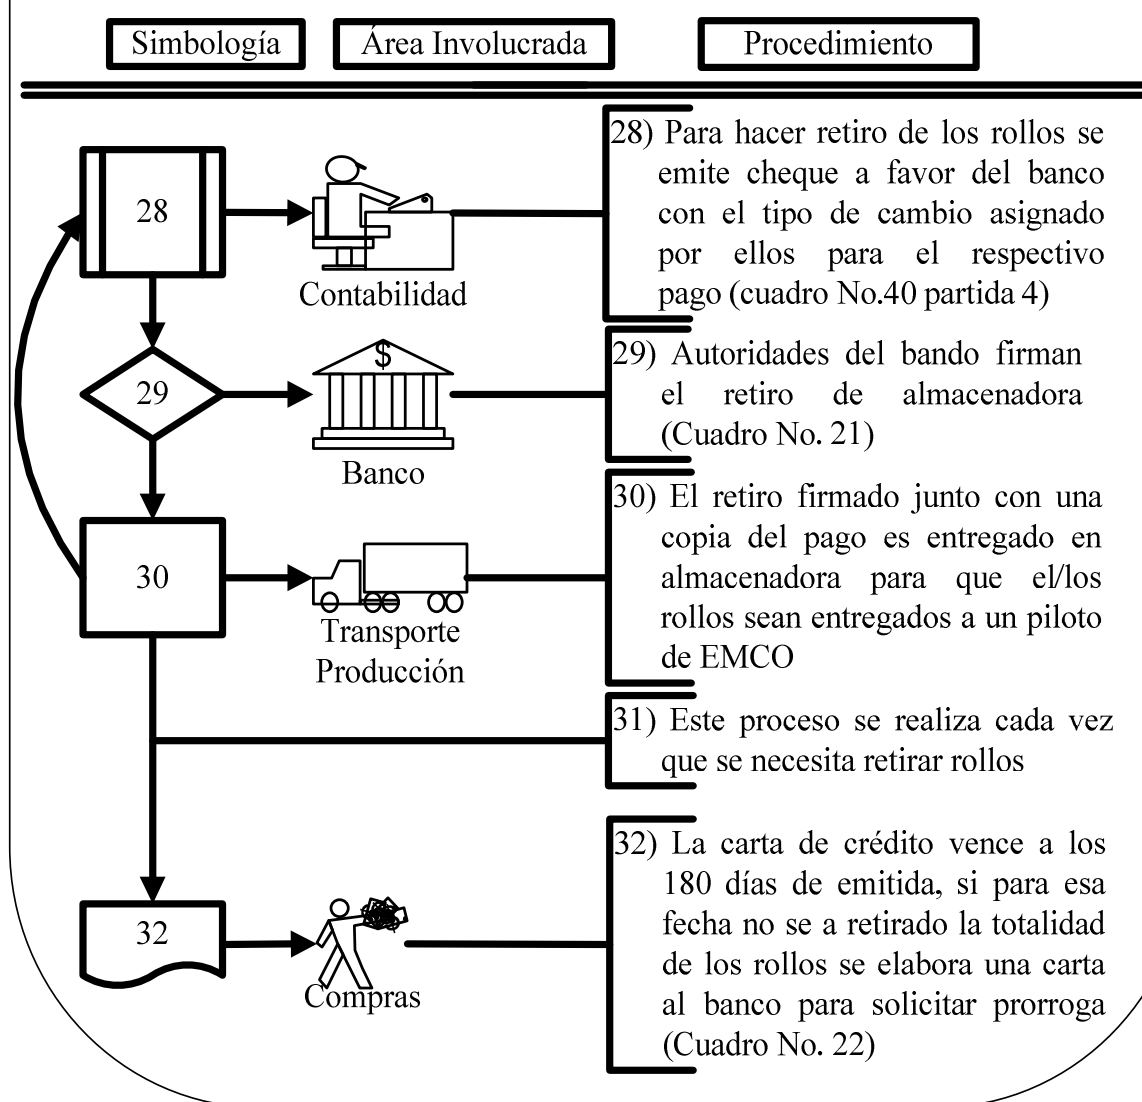 Simbología
Área Involucrada
Procedimiento
28
Contabilidad
28) Para hacer retiro de los rollos se
emite cheque a favor del banco
con el tipo de cambio asignado
por ellos para el respectivo
pago (cuadro No.40 partida 4)
29
$
Banco
29) Autoridades del bando firman
el retiro de almacenadora
(Cuadro No. 21)
30
Transporte
Producción
30) El retiro firmado junto con una
copia del pago es entregado en
almacenadora para que el/los
rollos sean entregados a un piloto
de EMCO
31) Este proceso se realiza cada vez
que se necesita retirar rollos
32
Compras
32) La carta de crédito vence a los
180 días de emitida, si para esa
fecha no se a retirado la totalidad
de los rollos se elabora una carta
al banco para solicitar prorroga
(Cuadro No. 22)